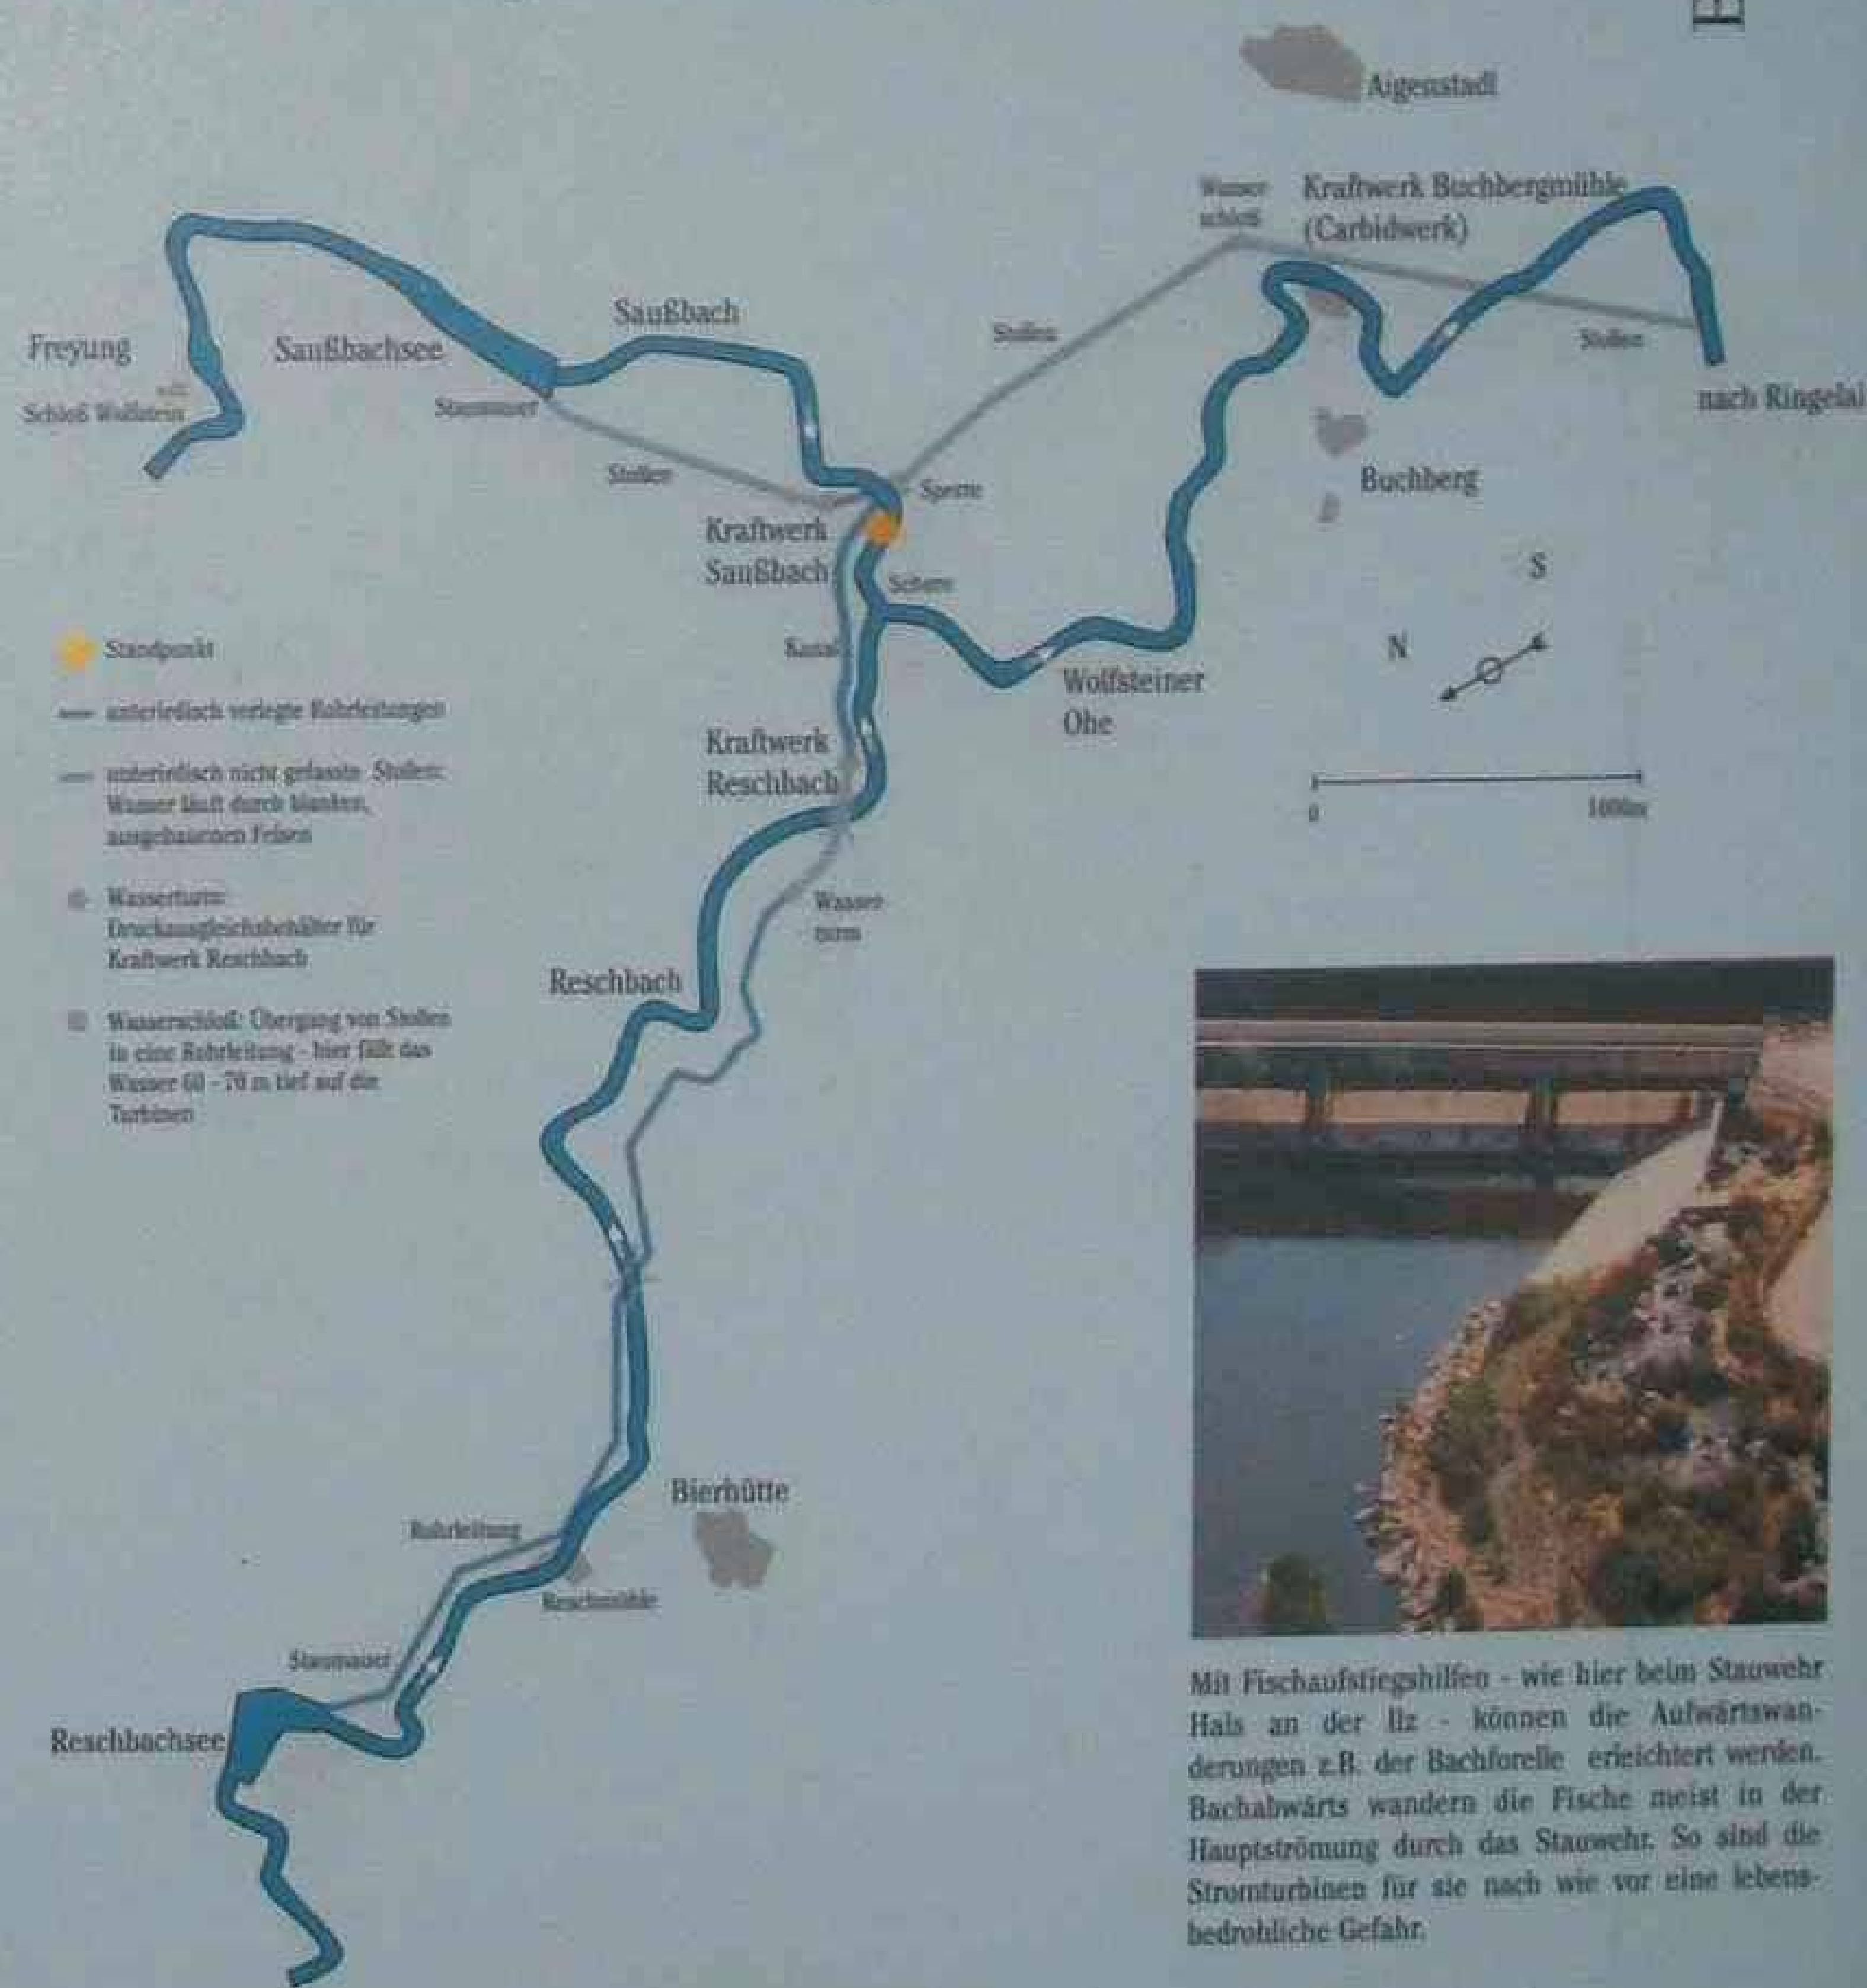 Aigenstadl
Wasser
schloß
Kraftwerk Buchbergmühle
(Carbidwerk)
Saußbach
Stollen
Stollen
Freyung
Saußbachsee
Schloß Wolfstein
Staumauer
nach Ringelai
Stollen
Sperre
Buchberg
Kraftwerk
Saußbach
S
N
Kanal
Wolfsteiner
Ohe
Kraftwerk
Reschbach
0
1000m
Standpunkt
unterirdisch verlegte Rohrleitungen
unterirdisch nicht gefasste Stollen:
Wasser läuft durch blanken,
ausgehauenen Felsen
Wasserturm:
Druckausgleichsbehälter für
Kraftwerk Reschbach
Wasserschloß: Übergang von Stollen
in eine Rohrleitung - hier fällt das
Wasser 60 - 70 m tief auf die
Turbinen
Wasser
turm
Reschbach
Bierhütte
Rohrleitung
Reschmühle
Staumauer
Reschbachsee
Mit Fischaufstiegshilfen - wie hier beim Stauwehr
Hals an der Ilz - können die Aufwärtswan-
derungen z.B. der Bachforelle erleichtert werden.
Bachabwärts wandern die Fische meist in der
Hauptströmung durch das Stauwehr. So sind die
Stromturbinen für sie nach wie vor eine lebens-
bedrohliche Gefahr.